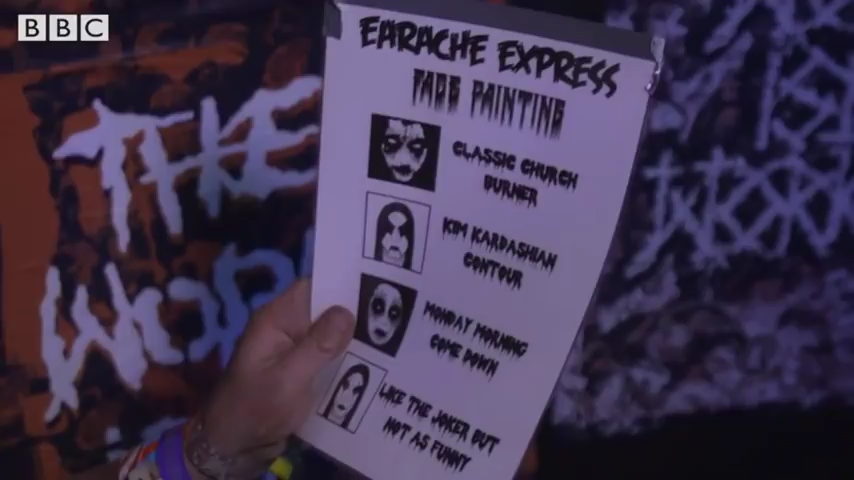 BBC
EARACHE EXPRESS
FACE PAINTING
CLASSIC CHURCH
BURNER
KIM KARDASHIAN
CONTOUR
MONDAY MORNING
COME DOWN
LIKE THE JOKER BUT
NOT AS FUNNY
THE